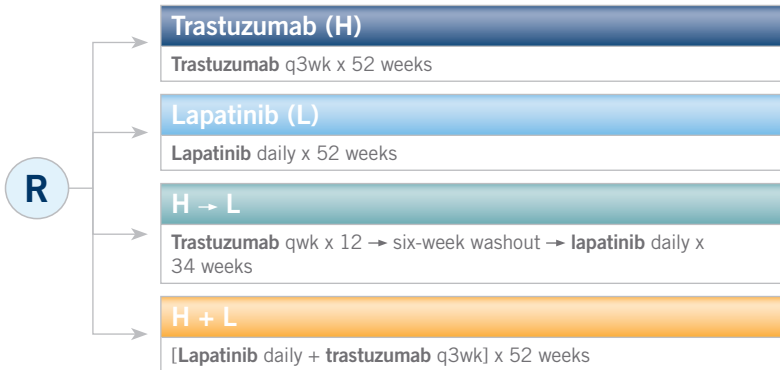 Trastuzumab (H)
Trastuzumab q3wk x 52 weeks
Lapatinib (L)
Lapatinib daily x 52 weeks
R
H → L
Trastuzumab qwk x 12 → six-week washout → lapatinib daily x
34 weeks
H + L
[Lapatinib daily + trastuzumab q3wk] x 52 weeks